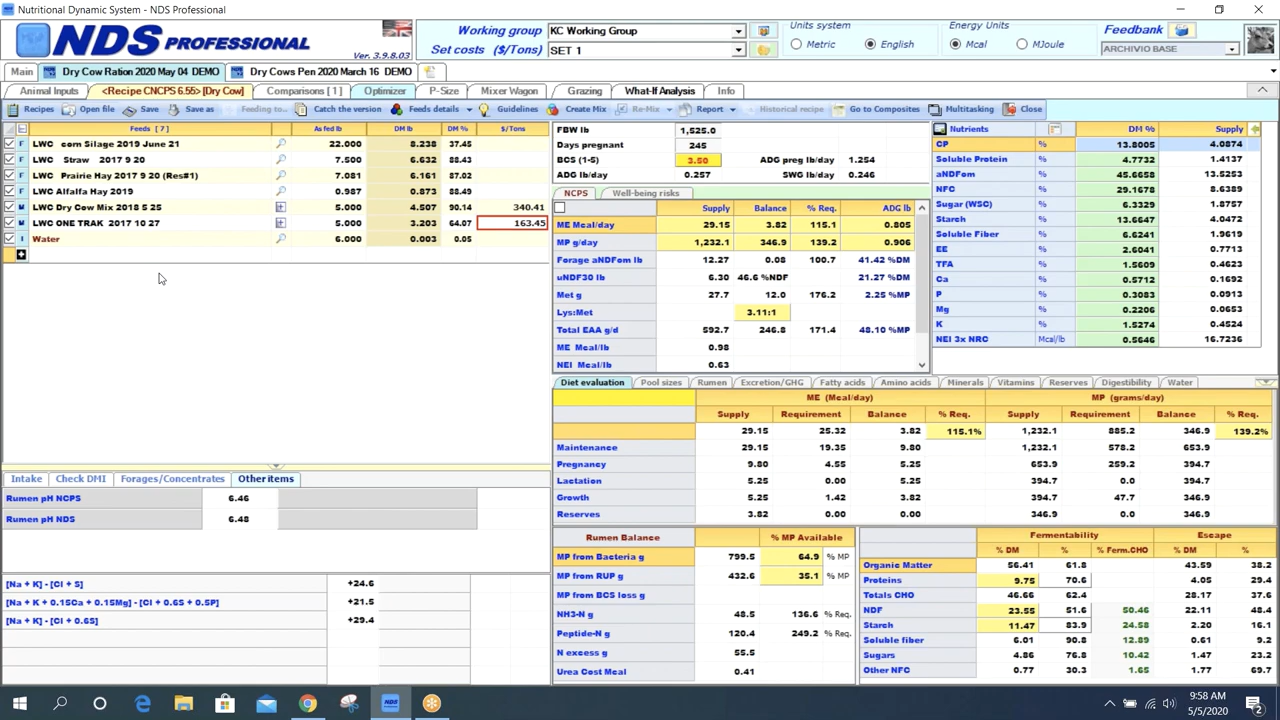 Nutritional Dynamic System - NDS Professional
NDS PROFESSIONAL
Ver. 3.9.8.03
Working group KC Working Group
Set costs ($/Tons) SET 1
Units system
Metric English
Energy Units
Mcal MJoule
Feedbank
ARCHIVIO BASE
Main Dry Cow Ration 2020 May 04 DEMO Dry Cows Pen 2020 March 16 DEMO
Animal Inputs <Recipe CNCPS 6.55> [Dry Cow] Comparisons [ 1 ] Optimizer P-Size Mixer Wagon Grazing What-If Analysis Info
Recipes Open file Save Save as Feeding to.. Catch the version Feeds details Guidelines Create Mix Re-Mix Report Historical recipe Go to Composites Multitasking Close
Feeds [ 7 ] As fed lb DM lb DM % $/Tons
F LWC corn Silage 2019 June 21 22.000 8.238 37.45
F LWC Straw 2017 9 20 7.500 6.632 88.43
F LWC Prairie Hay 2017 9 20 (Res#1) 7.081 6.161 87.02
F LWC Alfalfa Hay 2019 0.987 0.873 88.49
M LWC Dry Cow Mix 2018 5 25 5.000 4.507 90.14 340.41
M LWC ONE TRAK 2017 10 27 5.000 3.203 64.07 163.45
I Water 6.000 0.003 0.05
FBW lb 1,525.0
Days pregnant 245
BCS (1-5) 3.50 ADG preg lb/day 1.254
ADG lb/day 0.257 SWG lb/day 0.246
NCPS Well-being risks
Supply Balance % Req. ADG lb
ME Mcal/day 29.15 3.82 115.1 0.805
MP g/day 1,232.1 346.9 139.2 0.906
Forage aNDFom lb 12.27 0.08 100.7 41.42 %DM
uNDF30 lb 6.30 46.6 %NDF 21.27 %DM
Met g 27.7 12.0 176.2 2.25 %MP
Lys:Met 3.11:1
Total EAA g/d 592.7 246.8 171.4 48.10 %MP
ME Mcal/lb 0.98
NEl Mcal/lb 0.63
Nutrients DM % Supply
CP % 13.8005 4.0874
Soluble Protein % 4.7732 1.4137
aNDFom % 45.6658 13.5253
NFC % 29.1678 8.6389
Sugar (WSC) % 6.3339 1.8757
Starch % 13.6647 4.0472
Soluble Fiber % 6.6241 1.9619
EE % 2.6041 0.7713
TFA % 1.5609 0.4623
Ca % 0.5712 0.1692
P % 0.3083 0.0913
Mg % 0.2206 0.0653
K % 1.5274 0.4524
NEl 3x NRC Mcal/lb 0.5646 16.7236
Diet evaluation Pool sizes Rumen Excretion/GHG Fatty acids Amino acids Minerals Vitamins Reserves Digestibility Water
ME (Mcal/day) MP (grams/day)
Supply Requirement Balance % Req. Supply Requirement Balance % Req.
29.15 25.32 3.82 115.1% 1,232.1 885.2 346.9 139.2%
Maintenance 29.15 19.35 9.80 1,232.1 578.2 653.9
Pregnancy 9.80 4.55 5.25 653.9 259.2 394.7
Lactation 5.25 0.00 5.25 394.7 0.0 394.7
Growth 5.25 1.42 3.82 394.7 47.7 346.9
Reserves 3.82 0.00 0.00 346.9 0.0 346.9
Intake Check DMI Forages/Concentrates Other items
Rumen pH NCPS 6.46
Rumen pH NDS 6.48
[Na + K] - [Cl + S] +24.6
[Na + K + 0.15Ca + 0.15Mg] - [Cl + 0.6S + 0.5P] +21.5
[Na + K] - [Cl + 0.6S] +29.4
Rumen Balance % MP Available
MP from Bacteria g 799.5 64.9 % MP
MP from RUP g 432.6 35.1 % MP
MP from BCS loss g
NH3-N g 48.5 136.6 % Req.
Peptide-N g 120.4 249.2 % Req.
N excess g 55.5
Urea Cost Mcal 0.41
Fermentability Escape
% DM % % Ferm.CHO % DM %
Organic Matter 56.41 61.8 43.59 38.2
Proteins 9.75 70.6 4.05 29.4
Totals CHO 46.66 62.4 28.17 37.6
NDF 23.55 51.6 50.46 22.11 48.4
Starch 11.47 83.9 24.58 2.20 16.1
Soluble fiber 6.01 90.8 12.89 0.61 9.2
Sugars 4.86 76.8 10.42 1.47 23.2
Other NFC 0.77 30.3 1.65 1.77 69.7
NDS
9:58 AM
5/5/2020
2